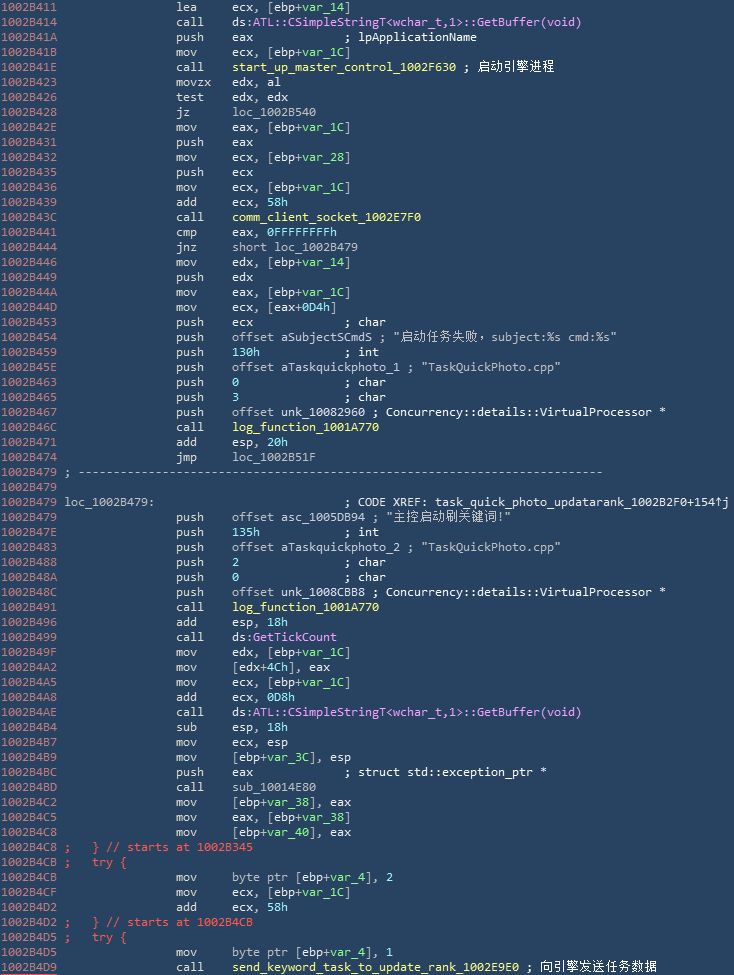 1002B411 lea ecx, [ebp+var_14]
1002B414 call ds:ATL::CSimpleStringT<wchar_t,1>::GetBuffer(void)
1002B41A push eax ; lpApplicationName
1002B41B mov ecx, [ebp+var_1C]
1002B41E call start_up_master_control_1002F630 ; 启动引擎进程
1002B423 movzx edx, al
1002B426 test edx, edx
1002B428 jz loc_1002B540
1002B42E mov eax, [ebp+var_1C]
1002B431 push eax
1002B432 mov ecx, [ebp+var_28]
1002B435 push ecx
1002B436 mov ecx, [ebp+var_1C]
1002B439 add ecx, 58h
1002B43C call comm_client_socket_1002E7F0
1002B441 cmp eax, 0FFFFFFFFh
1002B444 jnz short loc_1002B479
1002B446 mov edx, [ebp+var_14]
1002B449 push edx
1002B44A mov eax, [ebp+var_1C]
1002B44D mov ecx, [eax+0D4h]
1002B453 push ecx ; char
1002B454 push offset aSubjectSCmdS ; "启动任务失败，subject:%s cmd:%s"
1002B459 push 130h ; int
1002B45E push offset aTaskquickphoto_1 ; "TaskQuickPhoto.cpp"
1002B463 push 0 ; char
1002B465 push 3 ; char
1002B467 push offset unk_10082960 ; Concurrency::details::VirtualProcessor *
1002B46C call log_function_1001A770
1002B471 add esp, 20h
1002B474 jmp loc_1002B51F
1002B479 ; ---------------------------------------------------------------------------
1002B479
1002B479 loc_1002B479: ; CODE XREF: task_quick_photo_updatarank_1002B2F0+154↑j
1002B479 push offset asc_1005DB94 ; "主控启动刷关键词!"
1002B47E push 135h ; int
1002B483 push offset aTaskquickphoto_2 ; "TaskQuickPhoto.cpp"
1002B488 push 2 ; char
1002B48A push 0 ; char
1002B48C push offset unk_1008CBB8 ; Concurrency::details::VirtualProcessor *
1002B491 call log_function_1001A770
1002B496 add esp, 18h
1002B499 call ds:GetTickCount
1002B49F mov edx, [ebp+var_1C]
1002B4A2 mov [edx+4Ch], eax
1002B4A5 mov ecx, [ebp+var_1C]
1002B4A8 add ecx, 0D8h
1002B4AE call ds:ATL::CSimpleStringT<wchar_t,1>::GetBuffer(void)
1002B4B4 sub esp, 18h
1002B4B7 mov ecx, esp
1002B4B9 mov [ebp+var_3C], esp
1002B4BC push eax ; struct std::exception_ptr *
1002B4BD call sub_10014E80
1002B4C2 mov [ebp+var_38], eax
1002B4C5 mov eax, [ebp+var_38]
1002B4C8 mov [ebp+var_40], eax
1002B4C8 ; } // starts at 1002B345
1002B4CB ; try {
1002B4CB mov byte ptr [ebp+var_4], 2
1002B4CF mov ecx, [ebp+var_1C]
1002B4D2 add ecx, 58h
1002B4D2 ; } // starts at 1002B4CB
1002B4D5 ; try {
1002B4D5 mov byte ptr [ebp+var_4], 1
1002B4D9 call send_keyword_task_to_update_rank_1002E9E0 ; 向引擎发送任务数据